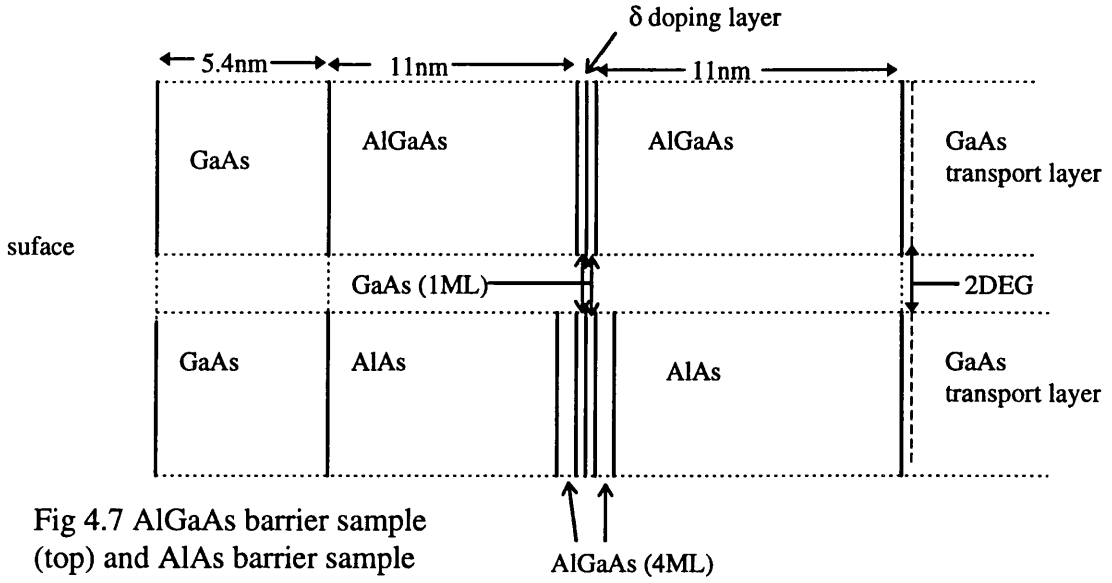 δ doping layer
5.4nm
11nm
11nm
GaAs
AlGaAs
AlGaAs
GaAs
transport layer
suface
GaAs (1ML)
2DEG
GaAs
AlAs
AlAs
GaAs
transport layer
Fig 4.7 AlGaAs barrier sample
(top) and AlAs barrier sample
AlGaAs (4ML)